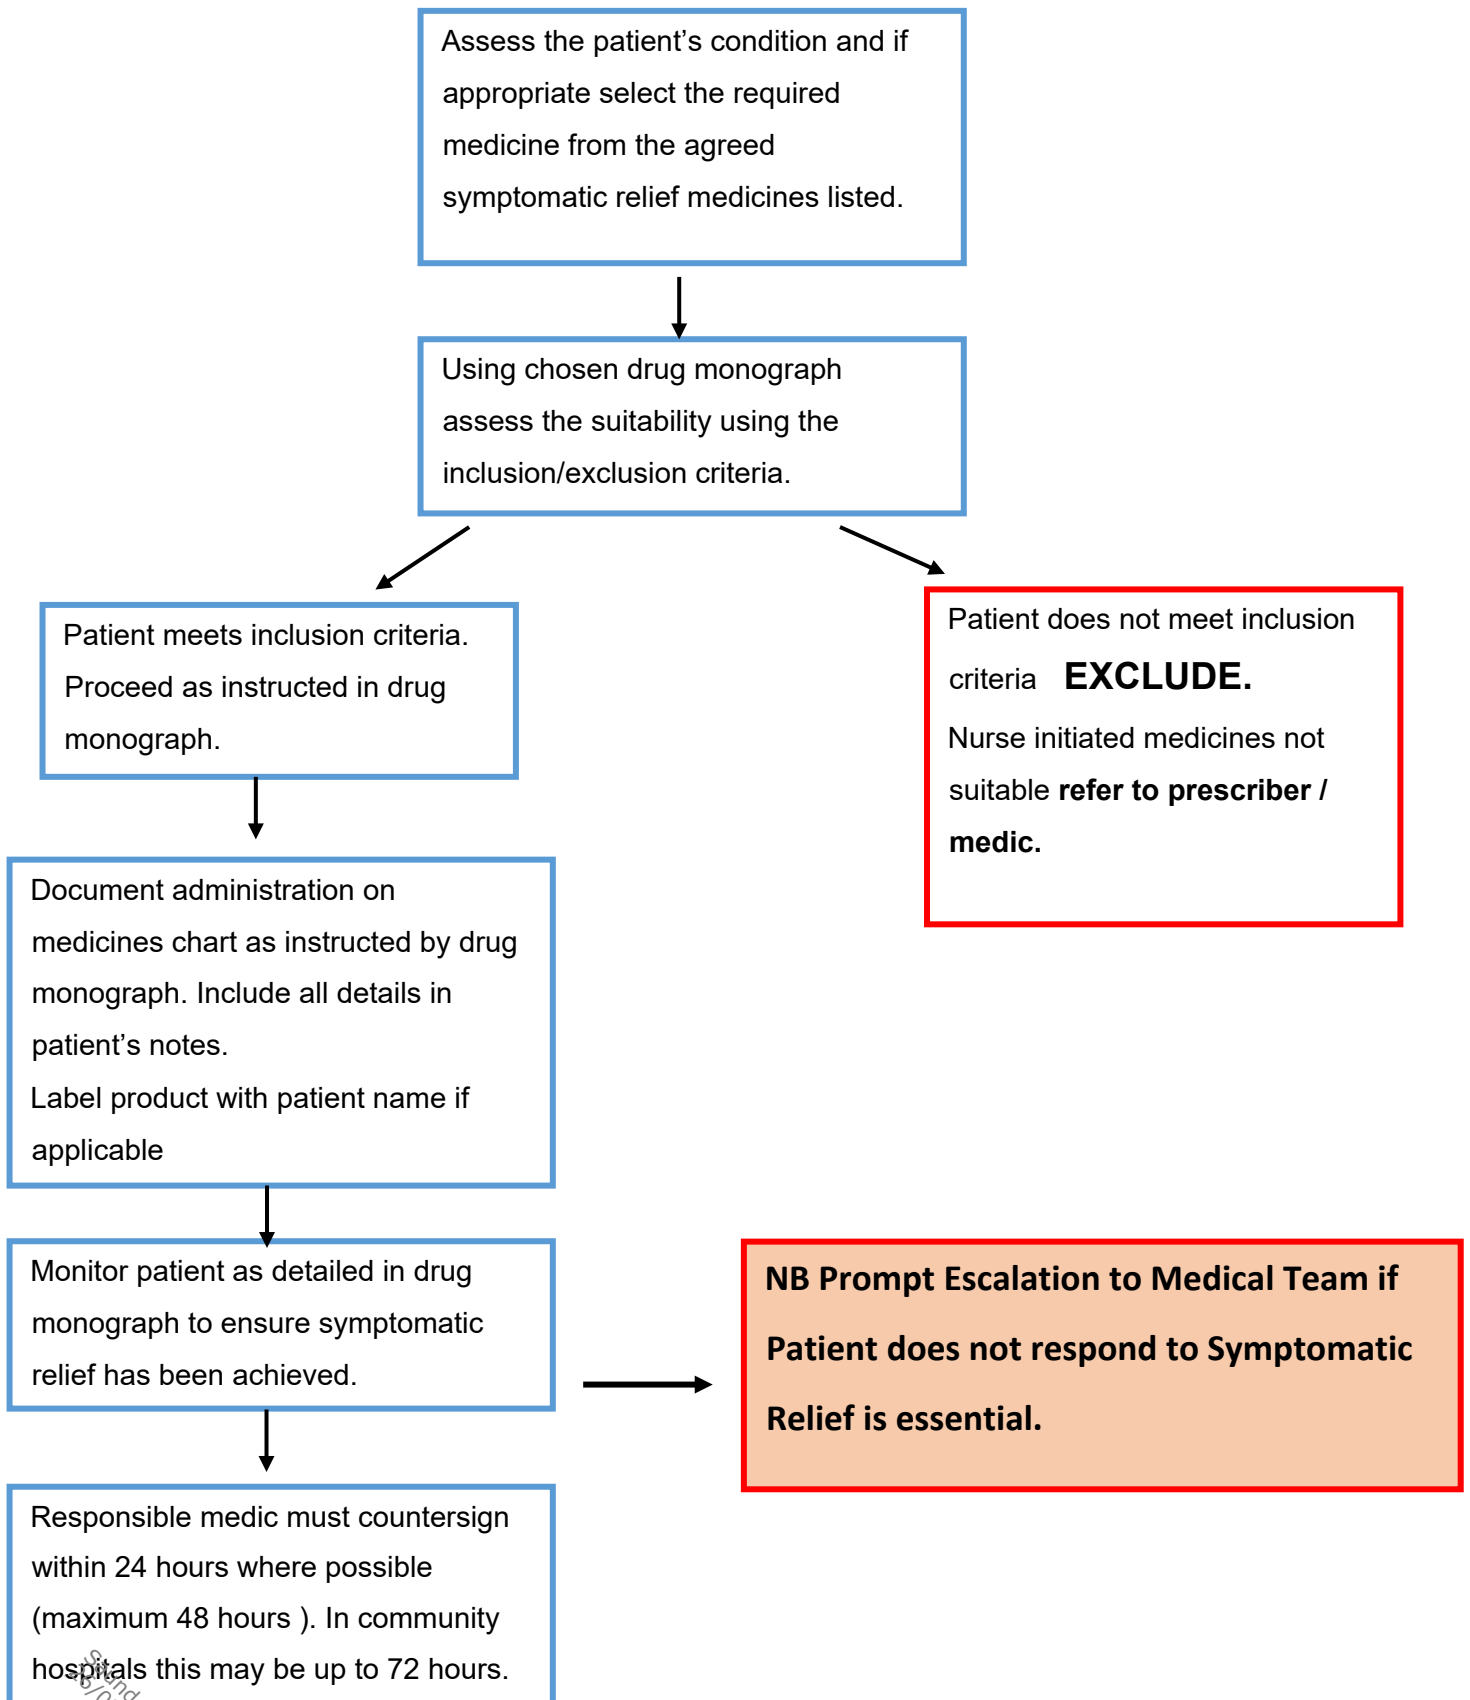 Assess the patient’s condition and if
appropriate select the required
medicine from the agreed
symptomatic relief medicines listed.
Using chosen drug monograph
assess the suitability using the
inclusion/exclusion criteria.
Patient meets inclusion criteria.
Proceed as instructed in drug
monograph.
Patient does not meet inclusion
criteria EXCLUDE.
Nurse initiated medicines not
suitable refer to prescriber /
medic.
Document administration on
medicines chart as instructed by drug
monograph. Include all details in
patient’s notes.
Label product with patient name if
applicable
Monitor patient as detailed in drug
monograph to ensure symptomatic
relief has been achieved.
NB Prompt Escalation to Medical Team if
Patient does not respond to Symptomatic
Relief is essential.
Responsible medic must countersign
within 24 hours where possible
(maximum 48 hours ). In community
hospitals this may be up to 72 hours.